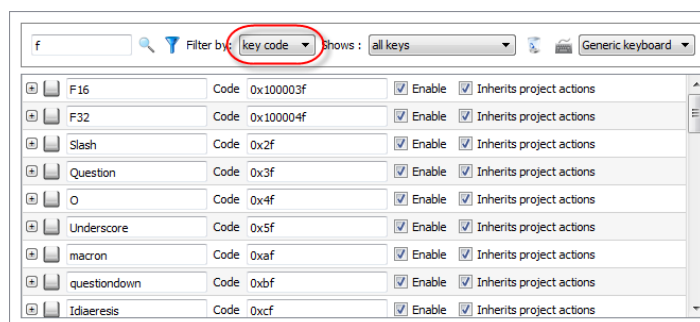 f Filter by: key code Shows : all keys Generic keyboard
F16 Code 0x100003f Enable Inherits project actions
F32 Code 0x100004f Enable Inherits project actions
Slash Code 0x2f Enable Inherits project actions
Question Code 0x3f Enable Inherits project actions
O Code 0x4f Enable Inherits project actions
Underscore Code 0x5f Enable Inherits project actions
macron Code 0xaf Enable Inherits project actions
questiondown Code 0xbf Enable Inherits project actions
Idiaeresis Code 0xcf Enable Inherits project actions